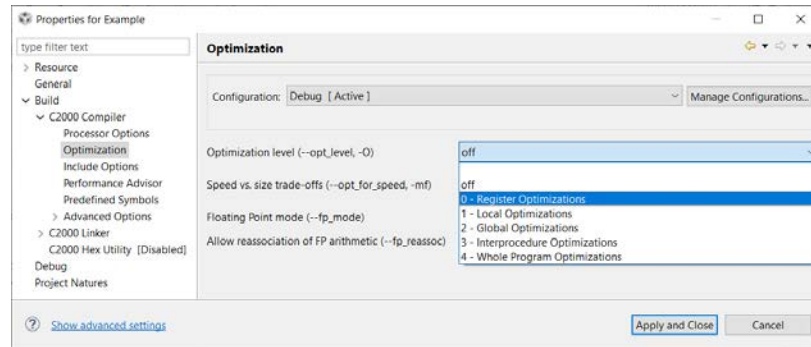 Properties for Example
type filter text
Optimization
Resource
General
Build
C2000 Compiler
Processor Options
Optimization
Include Options
Performance Advisor
Predefined Symbols
Advanced Options
C2000 Linker
C2000 Hex Utility [Disabled]
Debug
Project Natures
Configuration: Debug [ Active ]
Manage Configurations...
Optimization level (--opt_level, -O) off
Speed vs. size trade-offs (--opt_for_speed, -mf)
Floating Point mode (--fp_mode)
Allow reassociation of FP arithmetic (--fp_reassoc)
off
0 - Register Optimizations
1 - Local Optimizations
2 - Global Optimizations
3 - Interprocedure Optimizations
4 - Whole Program Optimizations
Show advanced settings
Apply and Close
Cancel